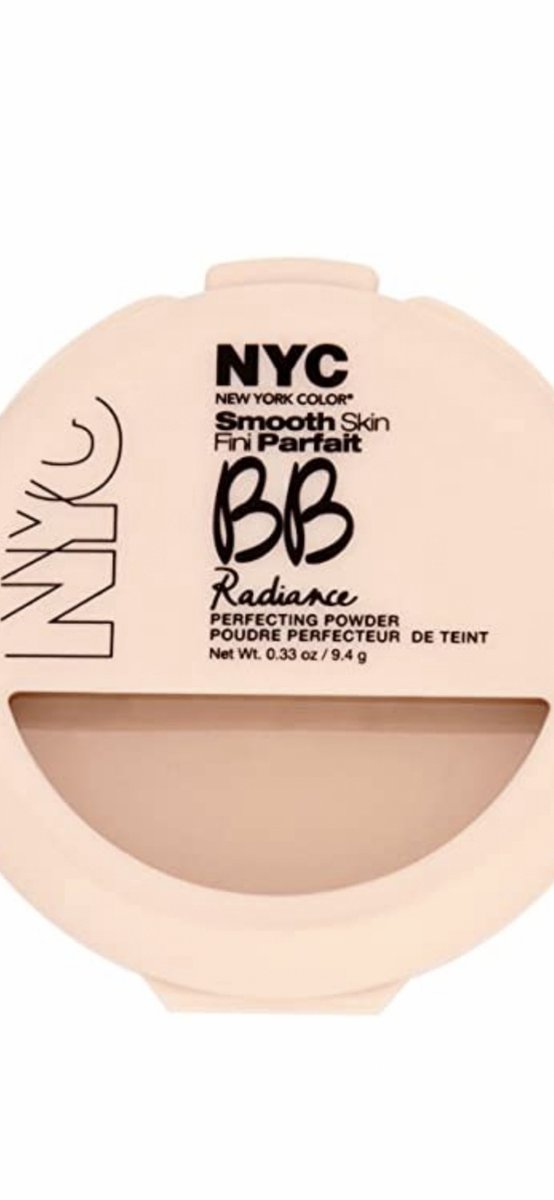 NYC
NYC
NEW YORK COLOR®
Smooth Skin
Fini Parfait
BB
Radiance
PERFECTING POWDER
POUDRE PERFECTEUR DE TEINT
Net Wt. 0.33 oz / 9.4 g